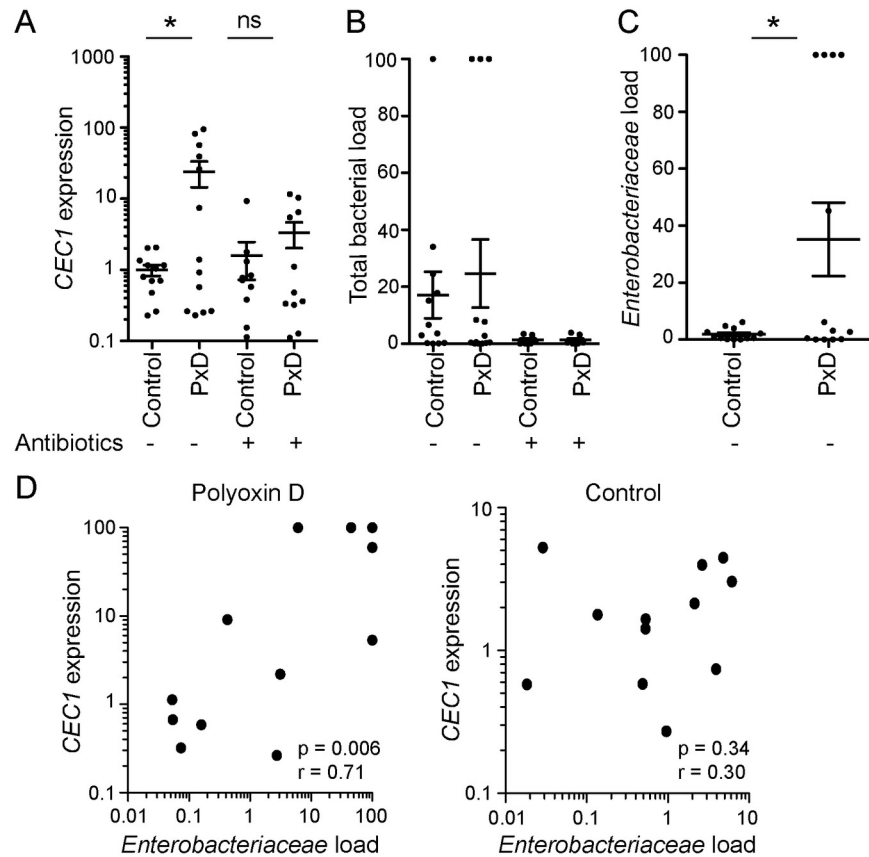 A
* ns
CEC1 expression
1000
100
10
1
0.1
Control PxD Control PxD
Antibiotics - - + +
B
Total bacterial load
100
80
60
40
20
0
Control PxD Control PxD
- - + +
C
*
Enterobacteriaceae load
100
80
60
40
20
0
Control PxD
- -
D
Polyoxin D
CEC1 expression
100
10
1
0.1
p = 0.006
r = 0.71
0.01 0.1 1 10 100
Enterobacteriaceae load
Control
CEC1 expression
10
1
0.1
p = 0.34
r = 0.30
0.01 0.1 1 10
Enterobacteriaceae load